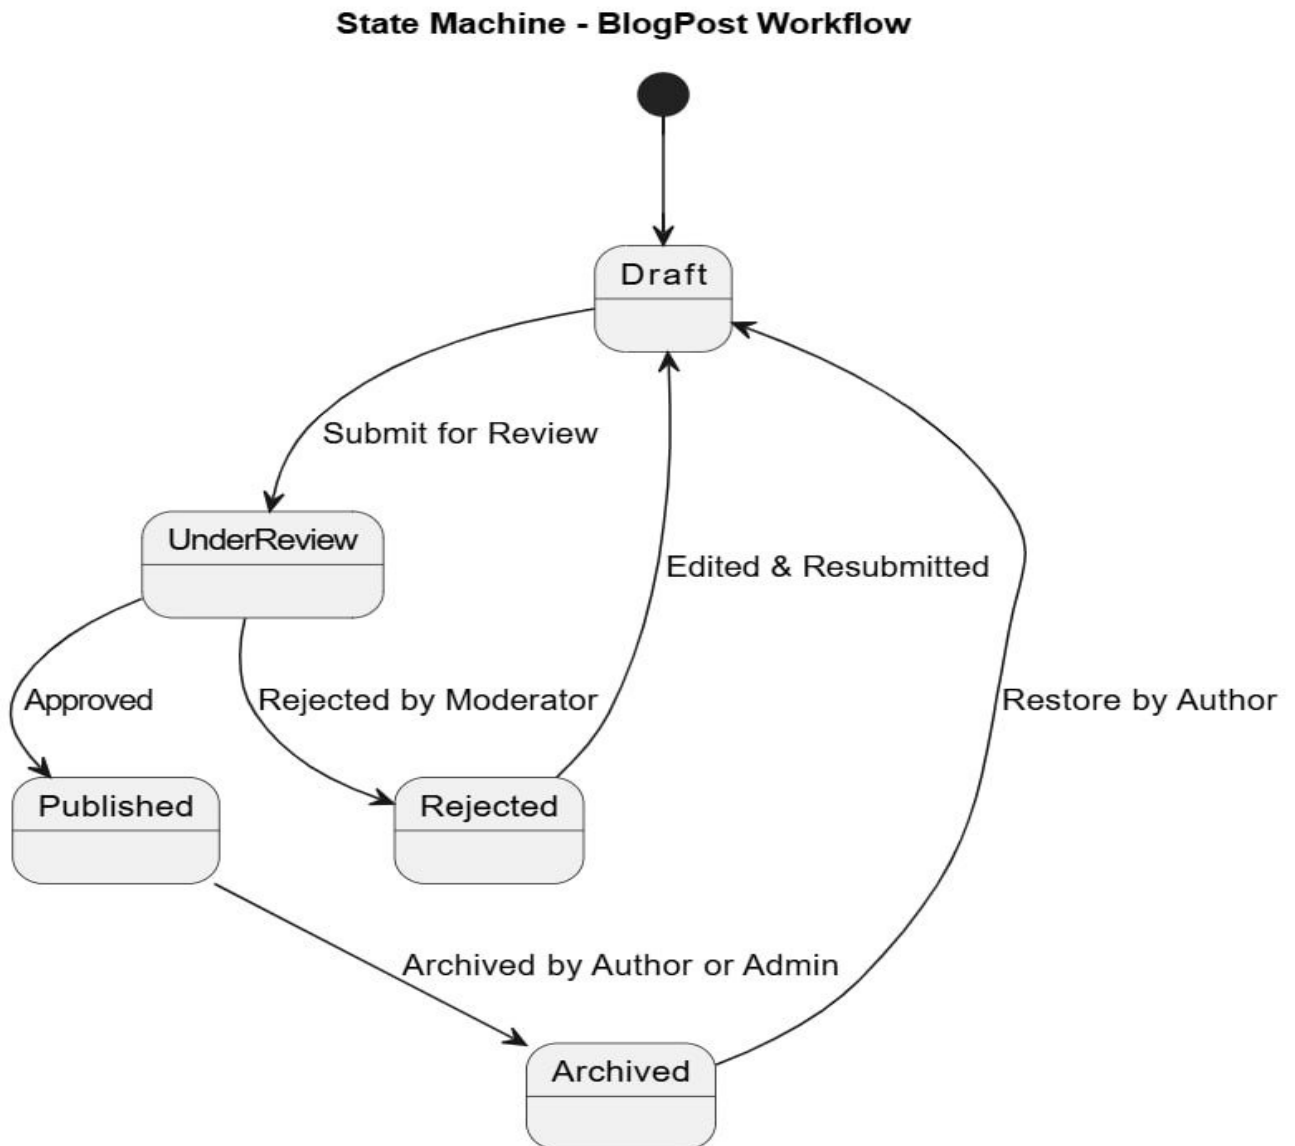 State Machine - BlogPost Workflow
Draft
Submit for Review
UnderReview
Edited & Resubmitted
Approved
Rejected by Moderator
Restore by Author
Published
Rejected
Archived by Author or Admin
Archived